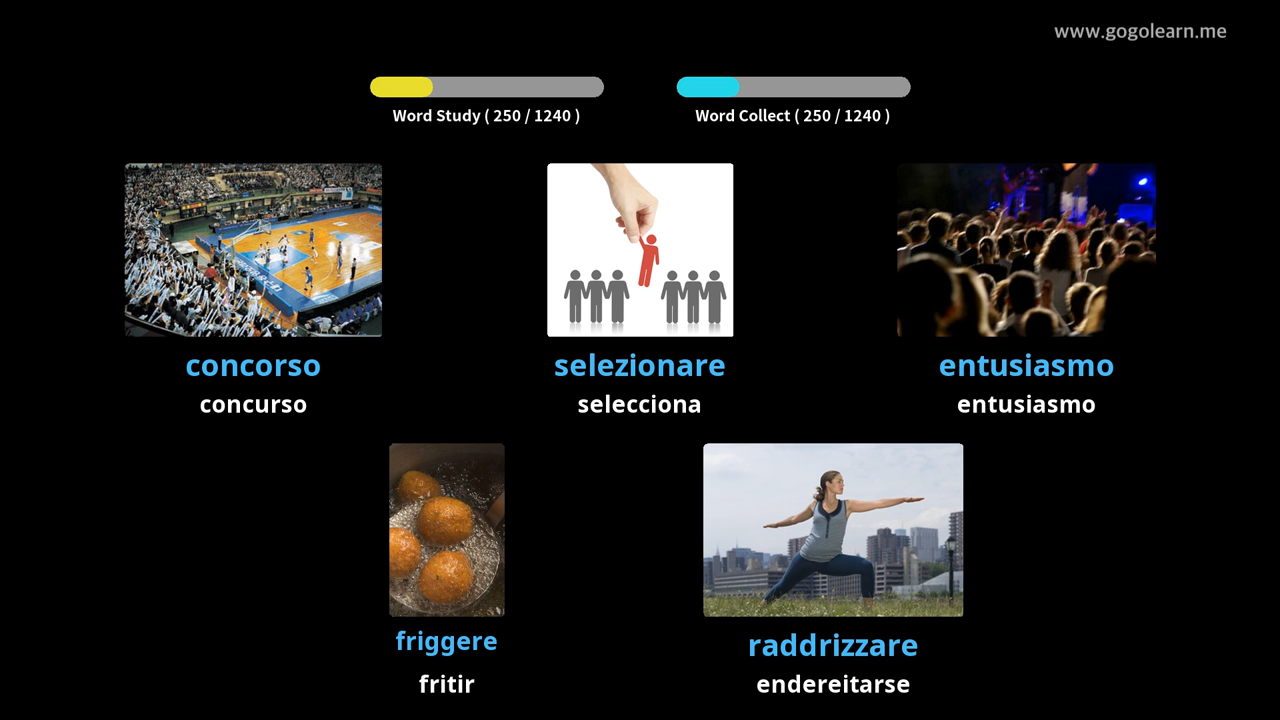 www.gogolearn.me
Word Study ( 250 / 1240 )
Word Collect ( 250 / 1240 )
concorso
selezionare
entusiasmo
concurso
selecciona
entusiasmo
friggere
raddrizzare
fritir
endereitarse